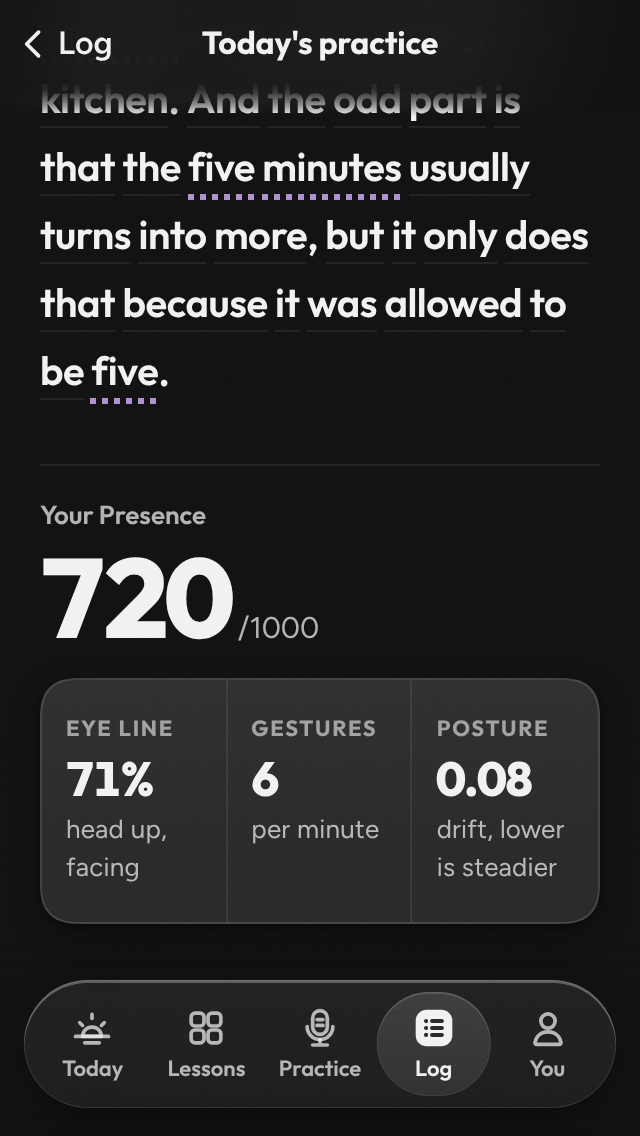 Log
Today's practice
kitchen. And the odd part is
that the five minutes usually
turns into more, but it only does
that because it was allowed to
be five.
Your Presence
720 /1000
EYE LINE
71%
head up,
facing
GESTURES
6
per minute
POSTURE
0.08
drift, lower
is steadier
Today
Lessons
Practice
Log
You